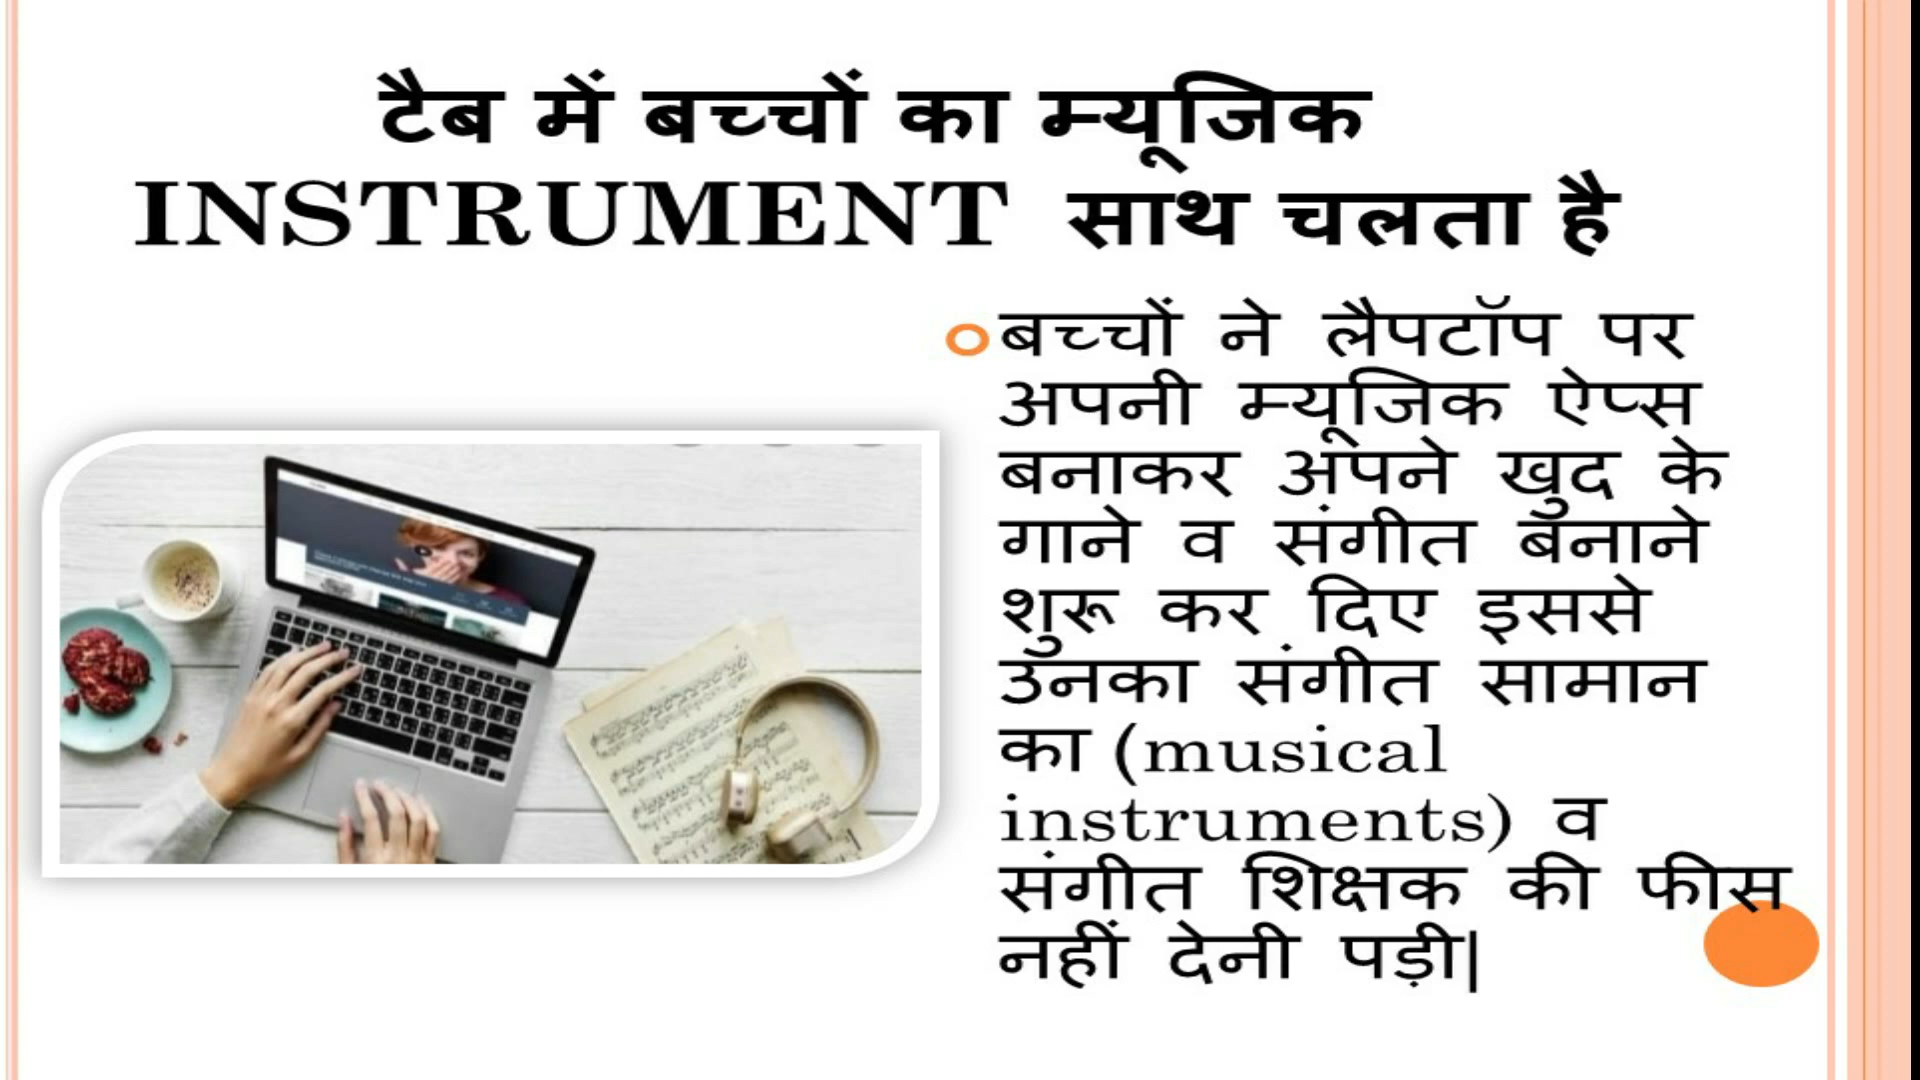 टैब में बच्चों का म्यूजिक
INSTRUMENT साथ चलता है
बच्चों ने लैपटॉप पर
अपनी म्यूजिक ऐप्स
बनाकर अपने खुद के
गाने व संगीत बनाने
शुरू कर दिए इससे
उनका संगीत सामान
का (musical
instruments) व
संगीत शिक्षक की फीस
नहीं देनी पड़ी|